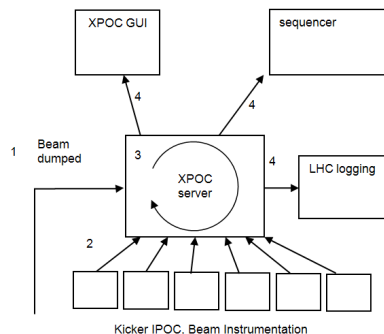 XPOC GUI
sequencer
4
4
1 Beam
dumped
3
4
XPOC
server
LHC logging
2
Kicker IPOC. Beam Instrumentation